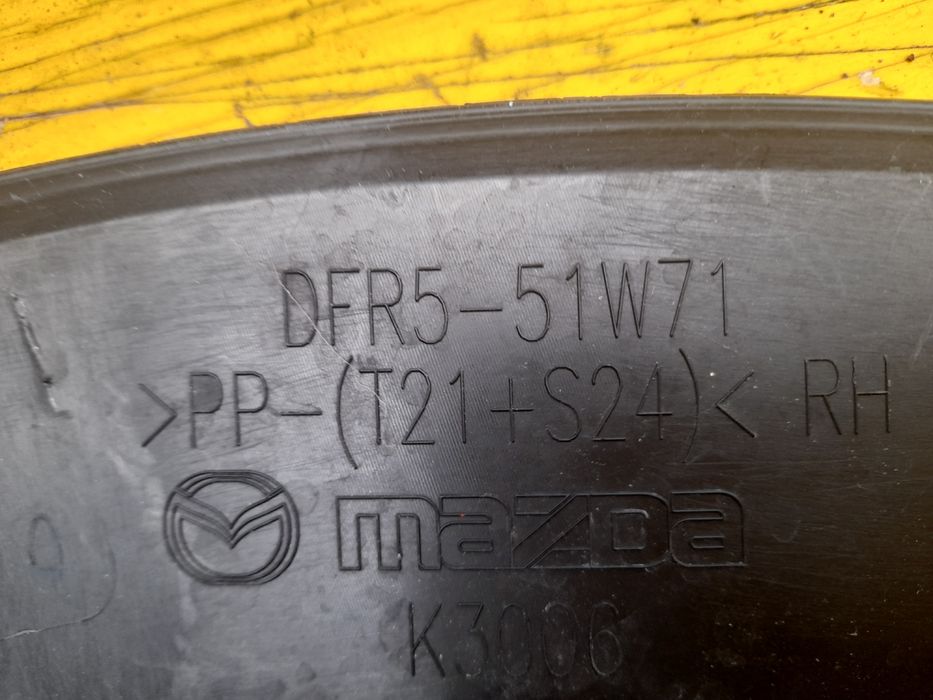 DFR5-51W71
>PP-(T21+S24)< RH
mazda
K3006